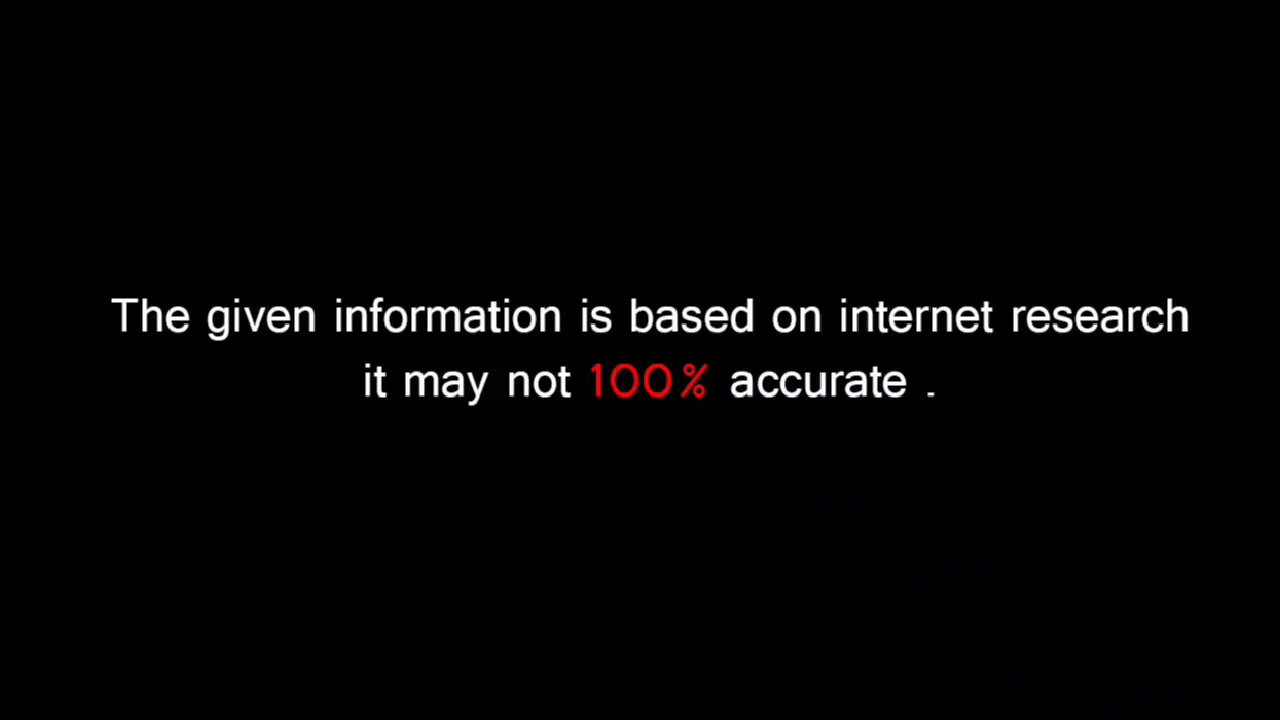 The given information is based on internet research
it may not 100% accurate .